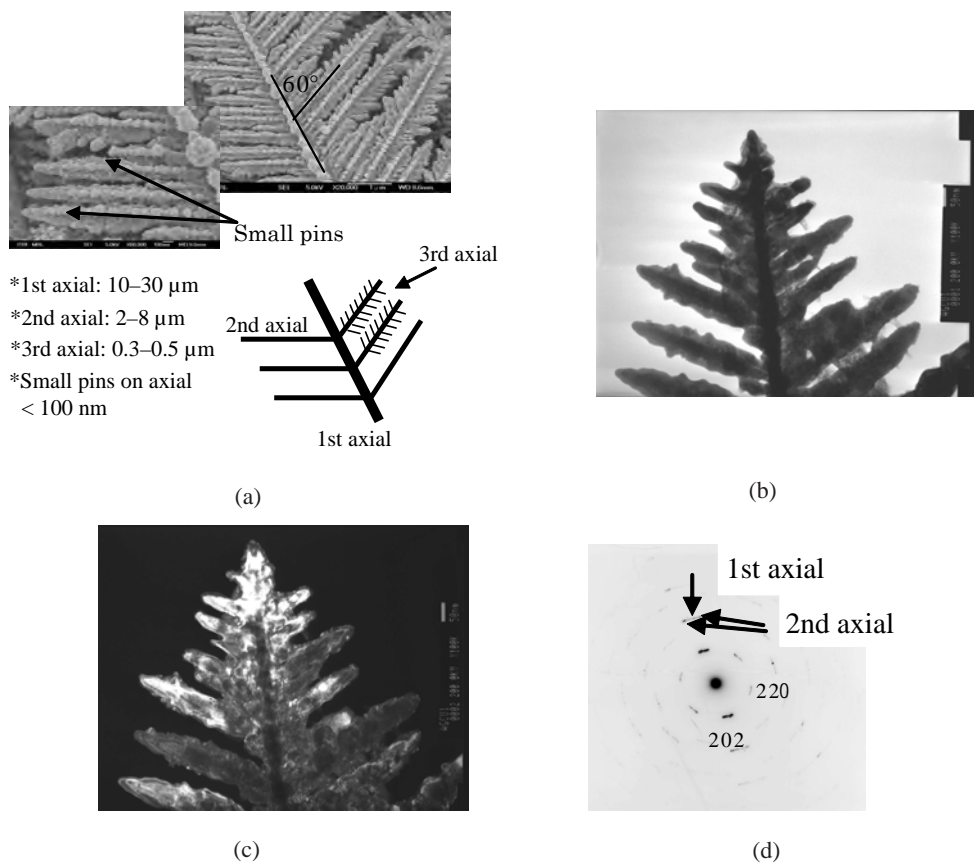 60°
Small pins
*1st axial: 10–30 µm
*2nd axial: 2–8 µm
*3rd axial: 0.3–0.5 µm
*Small pins on axial
< 100 nm
3rd axial
2nd axial
1st axial
(a)
(b)
(c)
1st axial
2nd axial
220
202
(d)